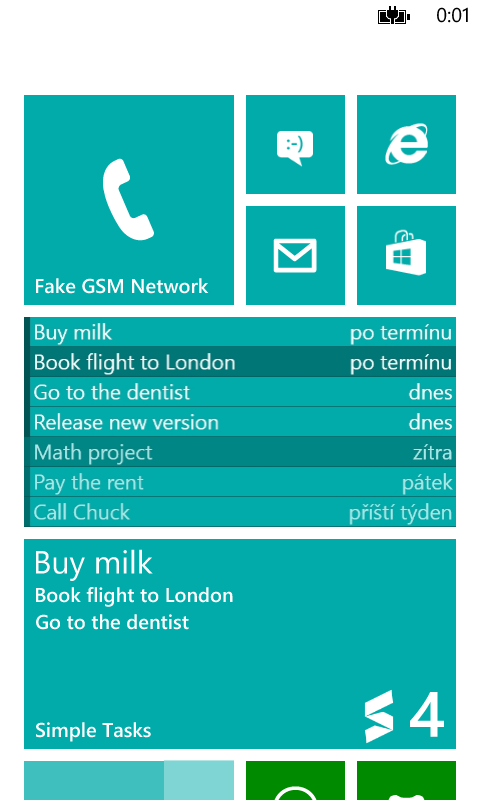 0:01
:-)
Fake GSM Network
Buy milk po termínu
Book flight to London po termínu
Go to the dentist dnes
Release new version dnes
Math project zítra
Pay the rent pátek
Call Chuck příští týden
Buy milk
Book flight to London
Go to the dentist
Simple Tasks 4